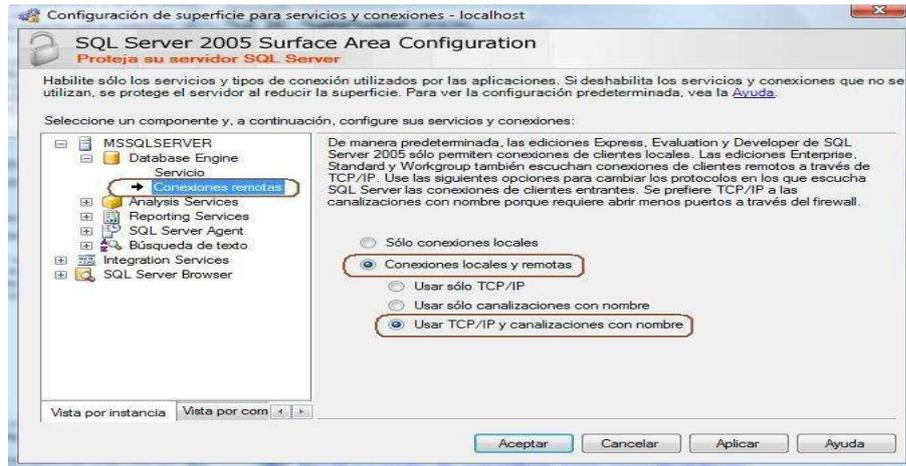 Configuración de superficie para servicios y conexiones - localhost
SQL Server 2005 Surface Area Configuration
Proteja su servidor SQL Server
Habilite sólo los servicios y tipos de conexión utilizados por las aplicaciones. Si deshabilita los servicios y conexiones que no se
utilizan, se protege el servidor al reducir la superficie. Para ver la configuración predeterminada, vea la Ayuda.
Seleccione un componente y, a continuación, configure sus servicios y conexiones:
MSSQLSERVER
Database Engine
Servicio
Conexiones remotas
Analysis Services
Reporting Services
SQL Server Agent
Búsqueda de texto
Integration Services
SQL Server Browser
Vista por instancia
Vista por com
De manera predeterminada, las ediciones Express, Evaluation y Developer de SQL
Server 2005 sólo permiten conexiones de clientes locales. Las ediciones Enterprise,
Standard y Workgroup también escuchan conexiones de clientes remotos a través de
TCP/IP. Use las siguientes opciones para cambiar los protocolos en los que escucha
SQL Server las conexiones de clientes entrantes. Se prefiere TCP/IP a las
canalizaciones con nombre porque requiere abrir menos puertos a través del firewall.
Sólo conexiones locales
Conexiones locales y remotas
Usar sólo TCP/IP
Usar sólo canalizaciones con nombre
Usar TCP/IP y canalizaciones con nombre
Aceptar
Cancelar
Aplicar
Ayuda